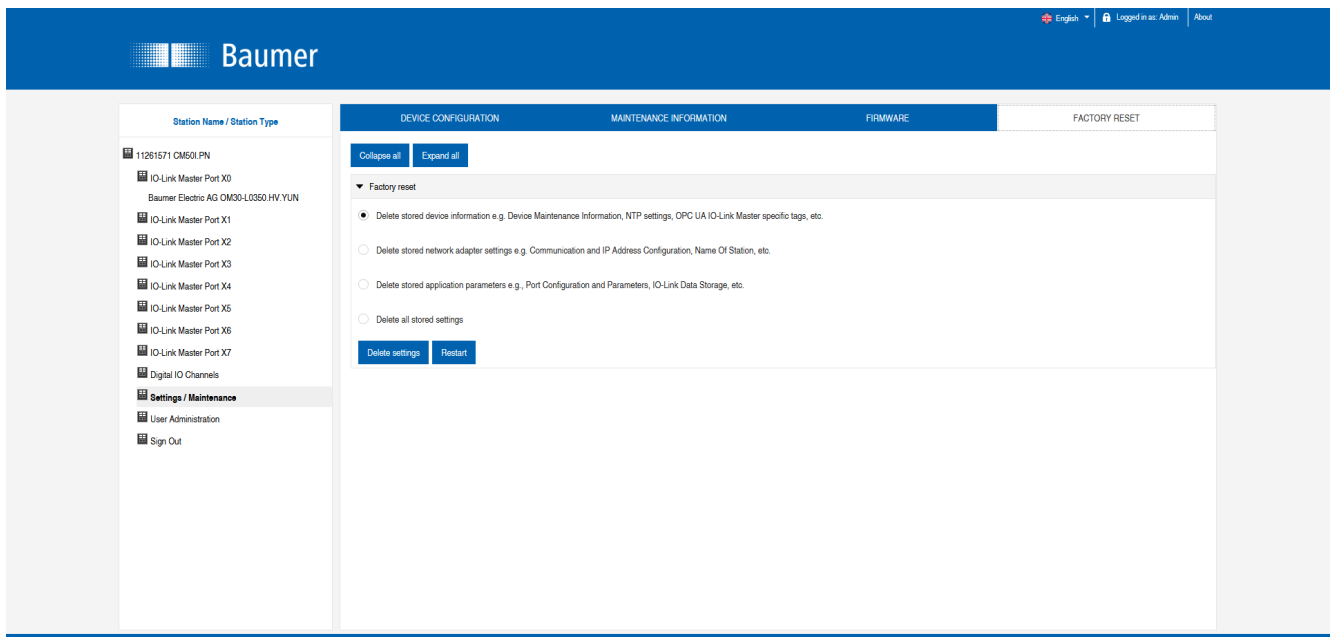 English
Logged in as: Admin
About
Baumer
Station Name / Station Type
11261571 CM50I.PN
IO-Link Master Port X0
Baumer Electric AG OM30-L0350.HV.YUN
IO-Link Master Port X1
IO-Link Master Port X2
IO-Link Master Port X3
IO-Link Master Port X4
IO-Link Master Port X5
IO-Link Master Port X6
IO-Link Master Port X7
Digital IO Channels
Settings / Maintenance
User Administration
Sign Out
DEVICE CONFIGURATION
MAINTENANCE INFORMATION
FIRMWARE
FACTORY RESET
Collapse all
Expand all
Factory reset
Delete stored device information e.g. Device Maintenance Information, NTP settings, OPC UA IO-Link Master specific tags, etc.
Delete stored network adapter settings e.g. Communication and IP Address Configuration, Name Of Station, etc.
Delete stored application parameters e.g., Port Configuration and Parameters, IO-Link Data Storage, etc.
Delete all stored settings
Delete settings
Restart